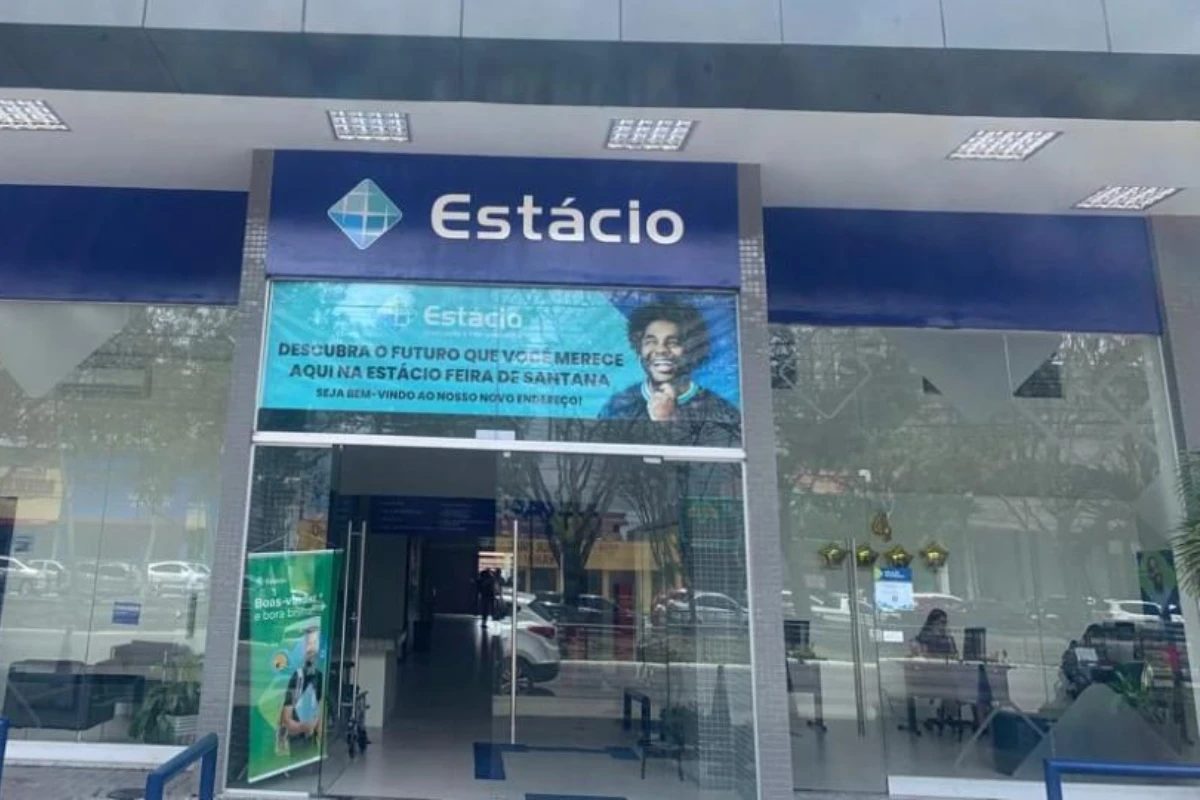 Estácio
Estácio
DESCUBRA O FUTURO QUE VOCÊ MERECE
AQUI NA ESTÁCIO FEIRA DE SANTANA
SEJA BEM-VINDO AO NOSSO NOVO ENDEREÇO!
Estácio
Boas-vindas
e bora